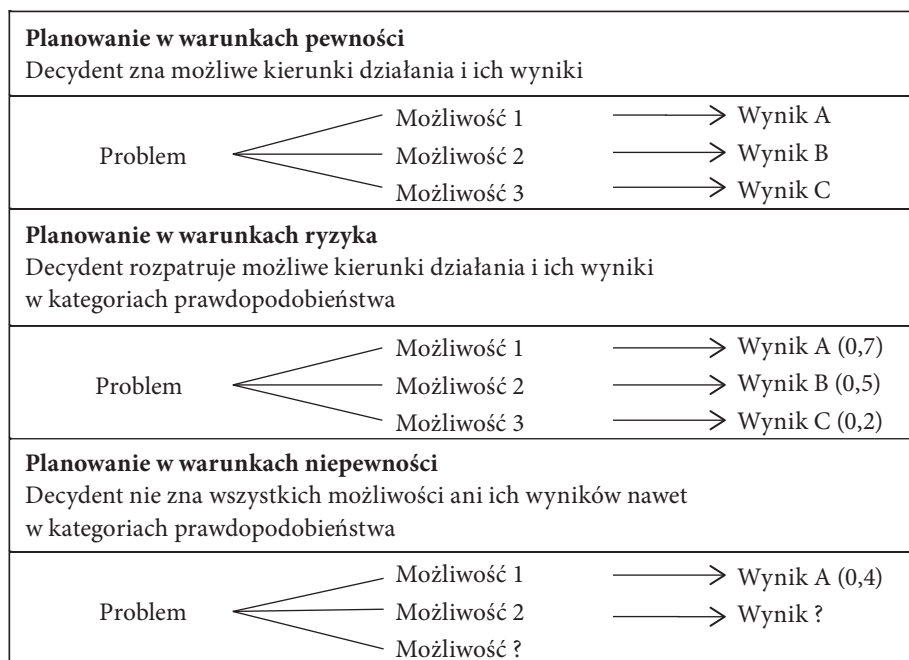 Planowanie w warunkach pewności
Decydent zna możliwe kierunki działania i ich wyniki
Możliwość 1 Wynik A
Problem Możliwość 2 Wynik B
Możliwość 3 Wynik C
Planowanie w warunkach ryzyka
Decydent rozpatruje możliwe kierunki działania i ich wyniki
w kategoriach prawdopodobieństwa
Możliwość 1 Wynik A (0,7)
Problem Możliwość 2 Wynik B (0,5)
Możliwość 3 Wynik C (0,2)
Planowanie w warunkach niepewności
Decydent nie zna wszystkich możliwości ani ich wyników nawet
w kategoriach prawdopodobieństwa
Możliwość 1 Wynik A (0,4)
Problem Możliwość 2 Wynik ?
Możliwość ?